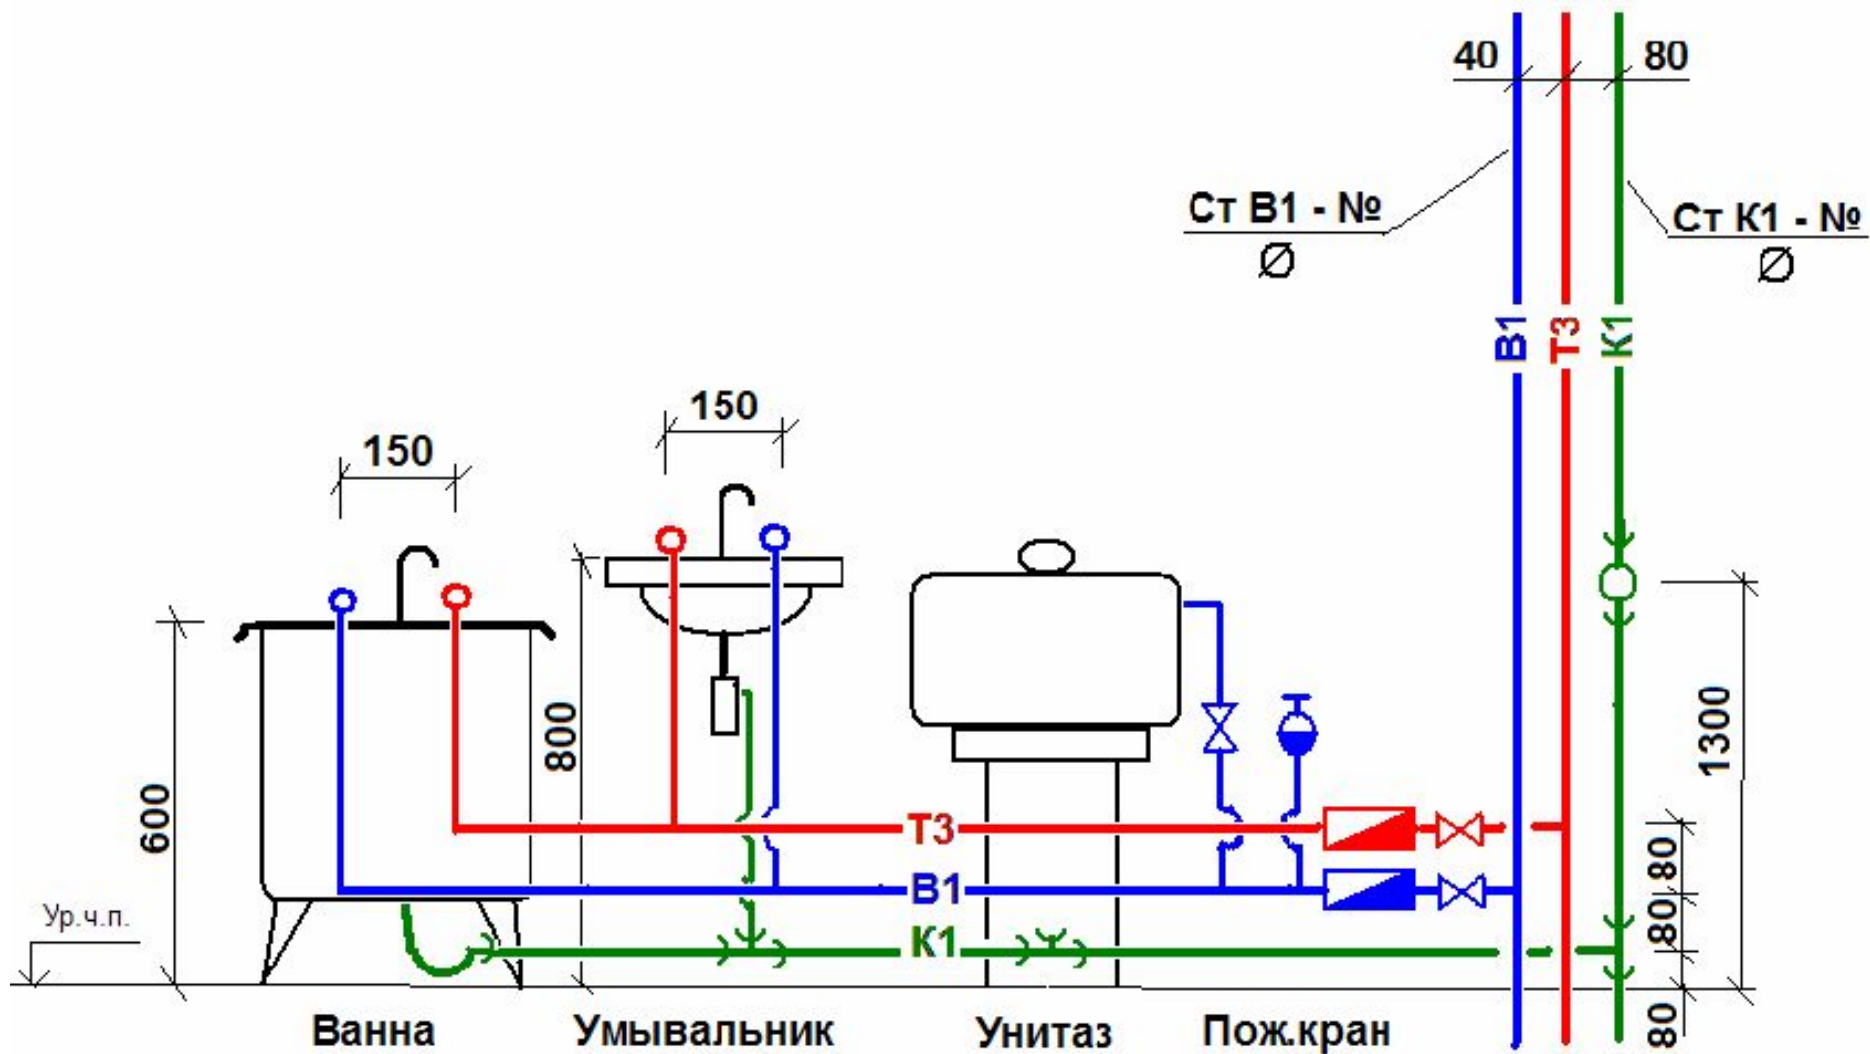 40
80
Ст В1 - №
Ø
Ст К1 - №
Ø
В1
Т3
К1
150
150
600
800
1300
Т3
В1
К1
80
80
80
Ур.ч.п.
Ванна
Умывальник
Унитаз
Пож.кран